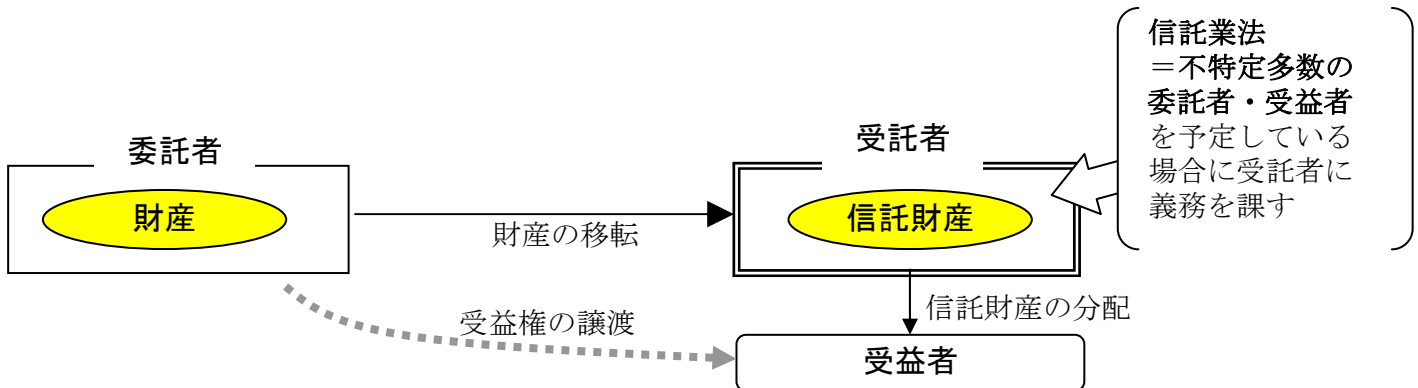 信託業法
＝不特定多数の
委託者・受益者
を予定している
場合に受託者に
義務を課す
委託者
受託者
財産
信託財産
財産の移転
信託財産の分配
受益権の譲渡
受益者